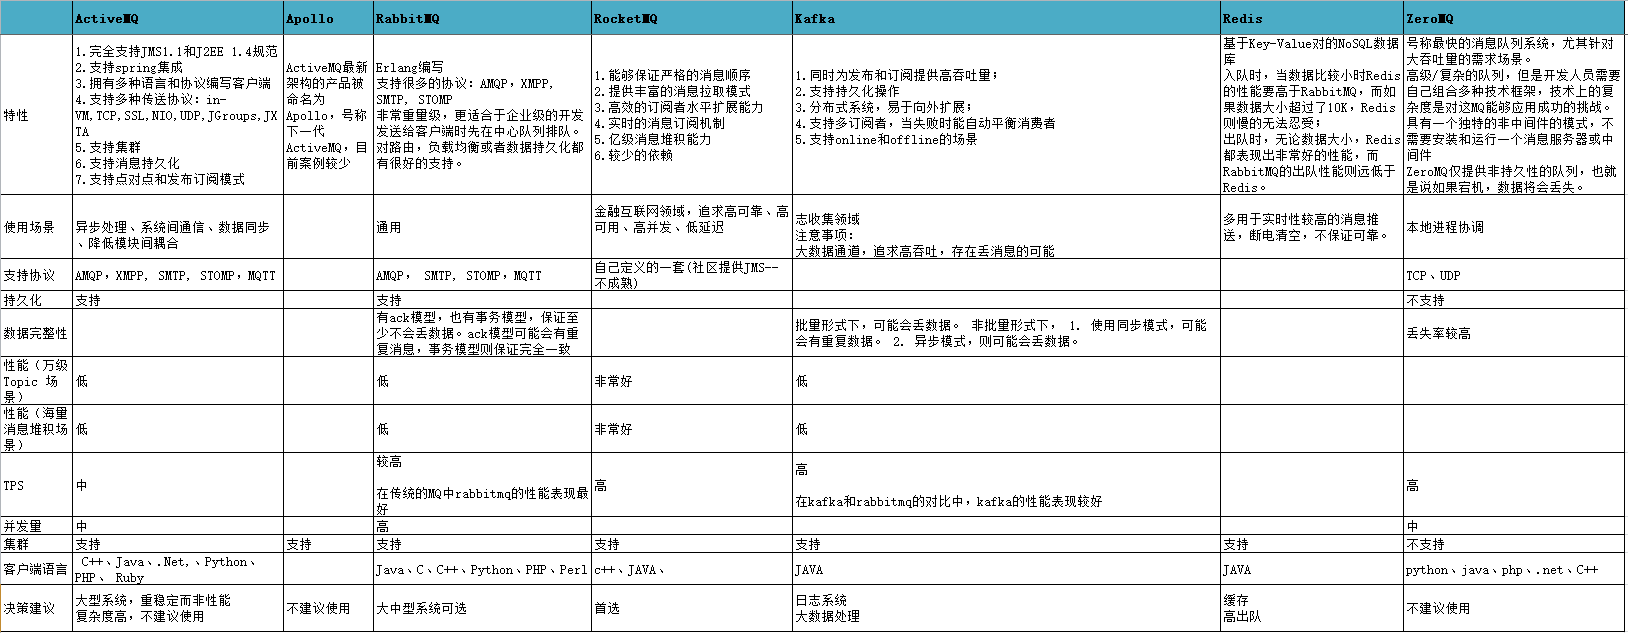 ActiveMQ
Apollo
RabbitMQ
RocketMQ
Kafka
Redis
ZeroMQ
特性
1.完全支持JMS1.1和J2EE 1.4规范
2.支持spring集成
3.拥有多种语言和协议编写客户端
4.支持多种传送协议：in-
VM,TCP,SSL,NIO,UDP,JGroups,JX
TA
5.支持集群
6.支持消息持久化
7.支持点对点和发布订阅模式
ActiveMQ最新
架构的产品被
命名为
Apollo，号称
下一代
ActiveMQ，目
前案例较少
Erlang编写
支持很多的协议：AMQP，XMPP,
SMTP, STOMP
非常重量级，更适合于企业级的开发
发送给客户端时先在中心队列排队。
对路由，负载均衡或者数据持久化都
有很好的支持。
1.能够保证严格的消息顺序
2.提供丰富的消息拉取模式
3.高效的订阅者水平扩展能力
4.实时的消息订阅机制
5.亿级消息堆积能力
6.较少的依赖
1.同时为发布和订阅提供高吞吐量；
2.支持持久化操作
3.分布式系统，易于向外扩展；
4.支持多订阅者，当失败时能自动平衡消费者
5.支持online和offline的场景
基于Key-Value对的NoSQL数据
库
入队时，当数据比较小时Redis
的性能要高于RabbitMQ，而如
果数据大小超过了10K，Redis
则慢的无法忍受；
出队时，无论数据大小，Redis
都表现出非常好的性能，而
RabbitMQ的出队性能则远低于
Redis。
号称最快的消息队列系统，尤其针对
大吞吐量的需求场景。
高级/复杂的队列，但是开发人员需要
自己组合多种技术框架，技术上的复
杂度是对这MQ能够应用成功的挑战。
具有一个独特的非中间件的模式，不
需要安装和运行一个消息服务器或中
间件
ZeroMQ仅提供非持久性的队列，也就
是说如果宕机，数据将会丢失。
使用场景
异步处理、系统间通信、数据同步
、降低模块间耦合
通用
金融互联网领域，追求高可靠、高
可用、高并发、低延迟
志收集领域
注意事项：
大数据通道，追求高吞吐，存在丢消息的可能
多用于实时性较高的消息推
送，断电清空，不保证可靠。
本地进程协调
支持协议
AMQP，XMPP, SMTP, STOMP，MQTT
AMQP， SMTP, STOMP，MQTT
自己定义的一套(社区提供JMS--
不成熟)
TCP、UDP
持久化
支持
支持
不支持
数据完整性
有ack模型，也有事务模型，保证至
少不会丢数据。ack模型可能会有重
复消息，事务模型则保证完全一致
批量形式下，可能会丢数据。 非批量形式下， 1. 使用同步模式，可能
会有重复数据。 2. 异步模式，则可能会丢数据。
丢失率较高
性能（万级
Topic 场
景）
低
低
非常好
低
性能（海量
消息堆积场
景）
低
低
非常好
低
TPS
中
较高
在传统的MQ中rabbitmq的性能表现最
好
高
高
在kafka和rabbitmq的对比中，kafka的性能表现较好
高
并发量
中
高
中
集群
支持
支持
支持
支持
支持
支持
不支持
客户端语言
C++、Java、.Net,、Python、
PHP、 Ruby
Java、C、C++、Python、PHP、Perl
c++、JAVA、
JAVA
JAVA
python、java、php、.net、C++
决策建议
大型系统，重稳定而非性能
复杂度高，不建议使用
不建议使用
大中型系统可选
首选
日志系统
大数据处理
缓存
高出队
不建议使用